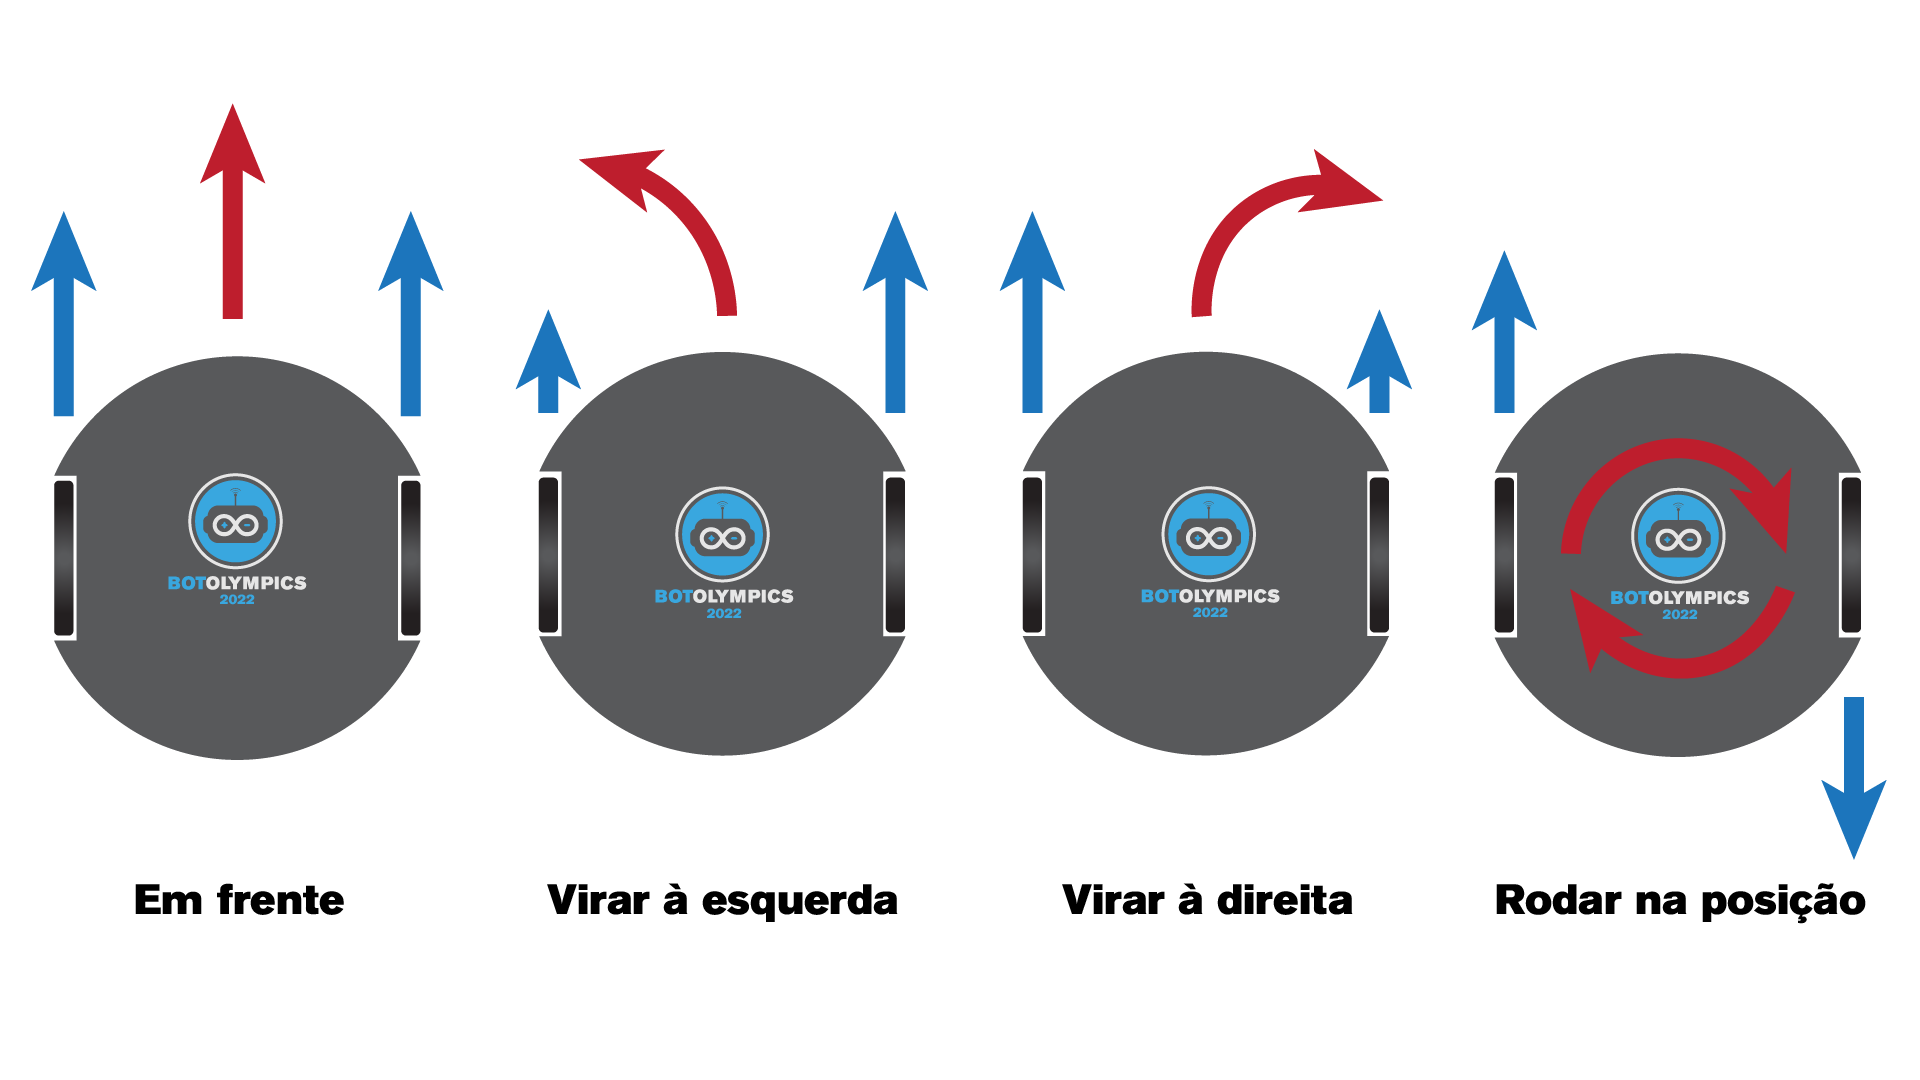 BOTOLYMPICS
2022
BOTOLYMPICS
2022
BOTOLYMPICS
2022
BOTOLYMPICS
2022
Em frente
Virar à esquerda
Virar à direita
Rodar na posição